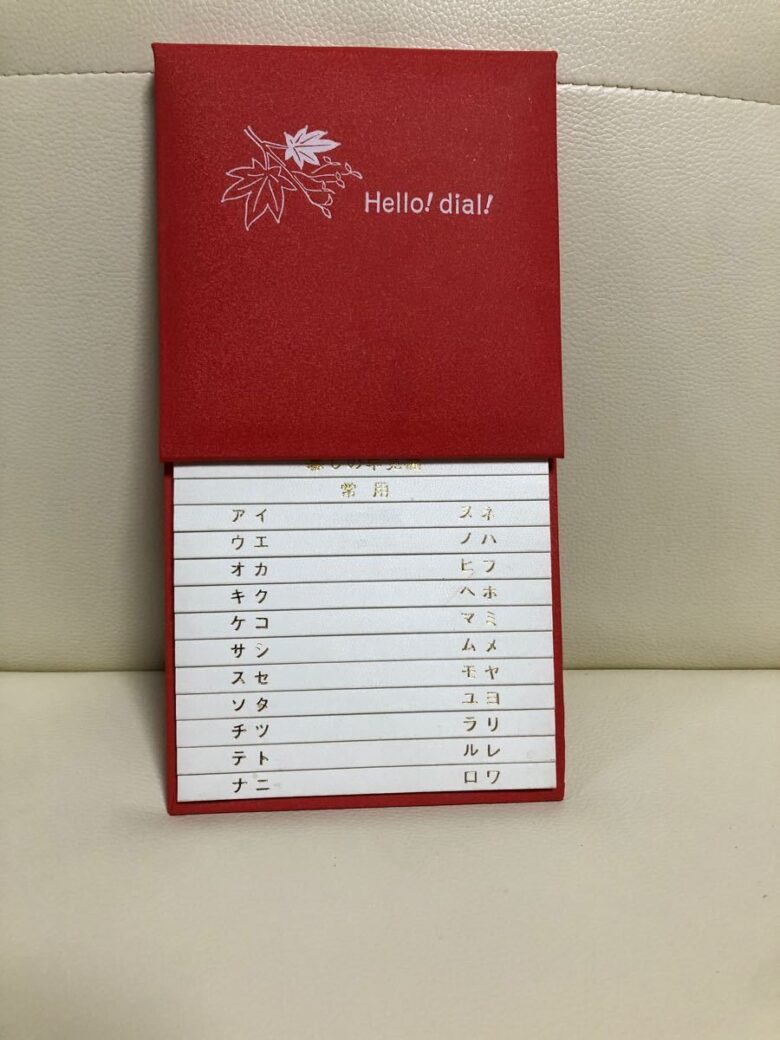 Hello! dial!
常 用
ア イ ヌ ネ
ウ エ ノ ハ
オ カ ヒ フ
キ ク ヘ ホ
ケ コ マ ミ
サ シ ム メ
ス セ モ ヤ
ソ タ ユ ヨ
チ ツ ラ リ
テ ト ル レ
ナ ニ ロ ワ